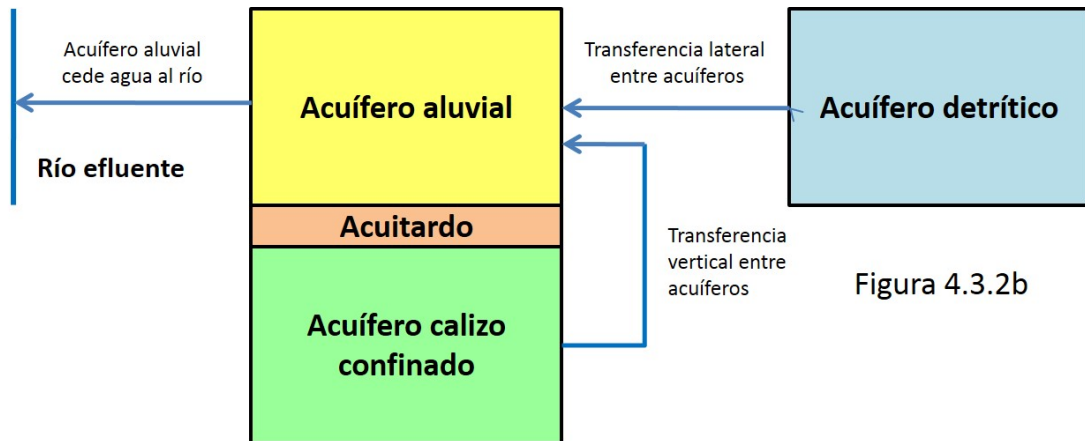 Acuífero aluvial
cede agua al río
Río efluente
Acuífero aluvial
Transferencia lateral
entre acuíferos
Acuífero detrítico
Acuitardo
Transferencia
vertical entre
acuíferos
Acuífero calizo
confinado
Figura 4.3.2b